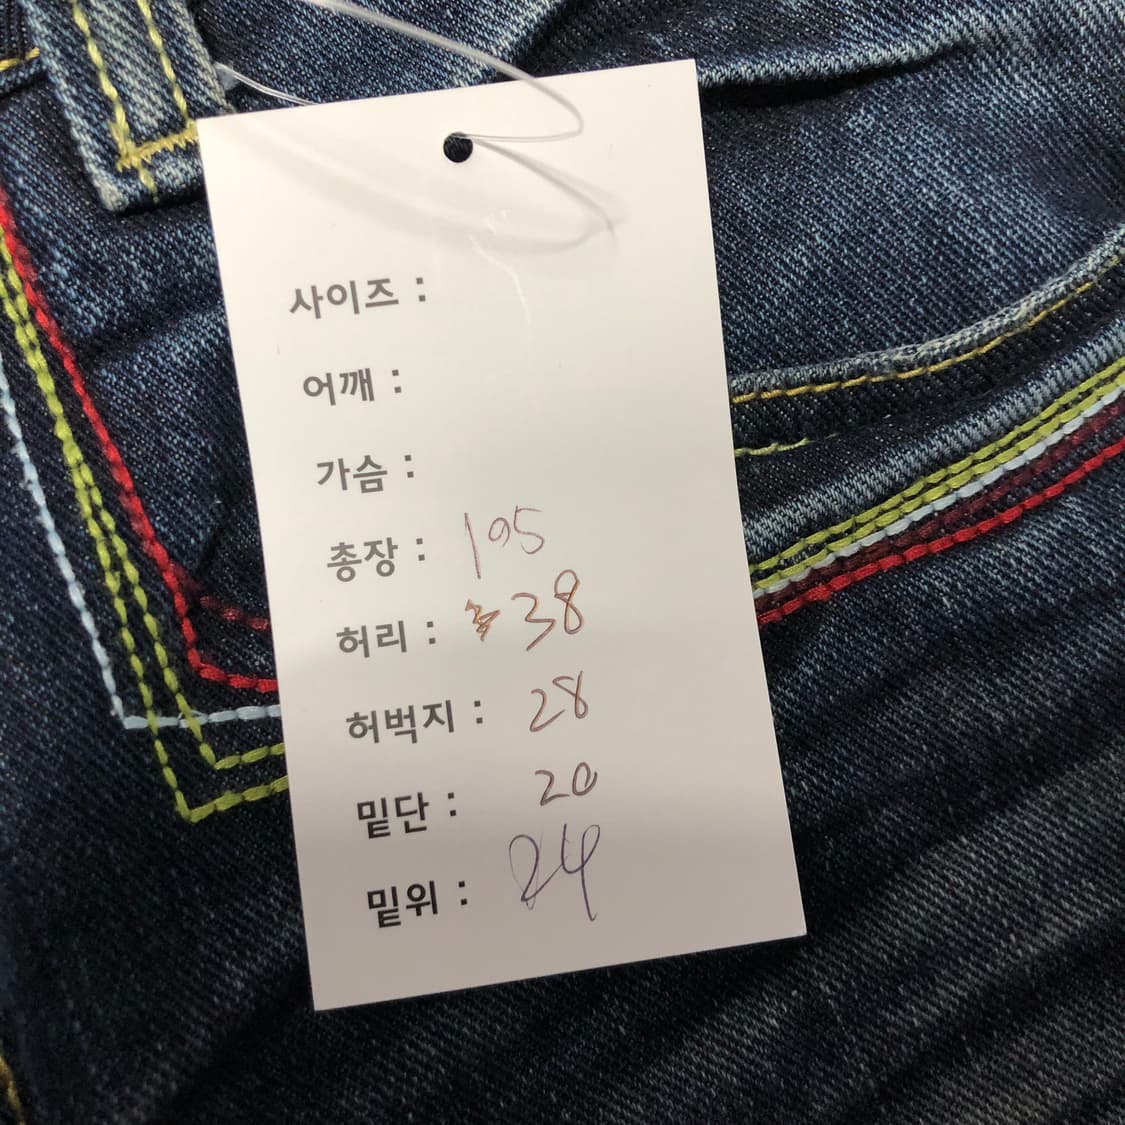 사이즈 :
어깨 :
가슴 :
총장 : 105
허리 : 38
허벅지 : 28
밑단 : 20
밑위 : 24